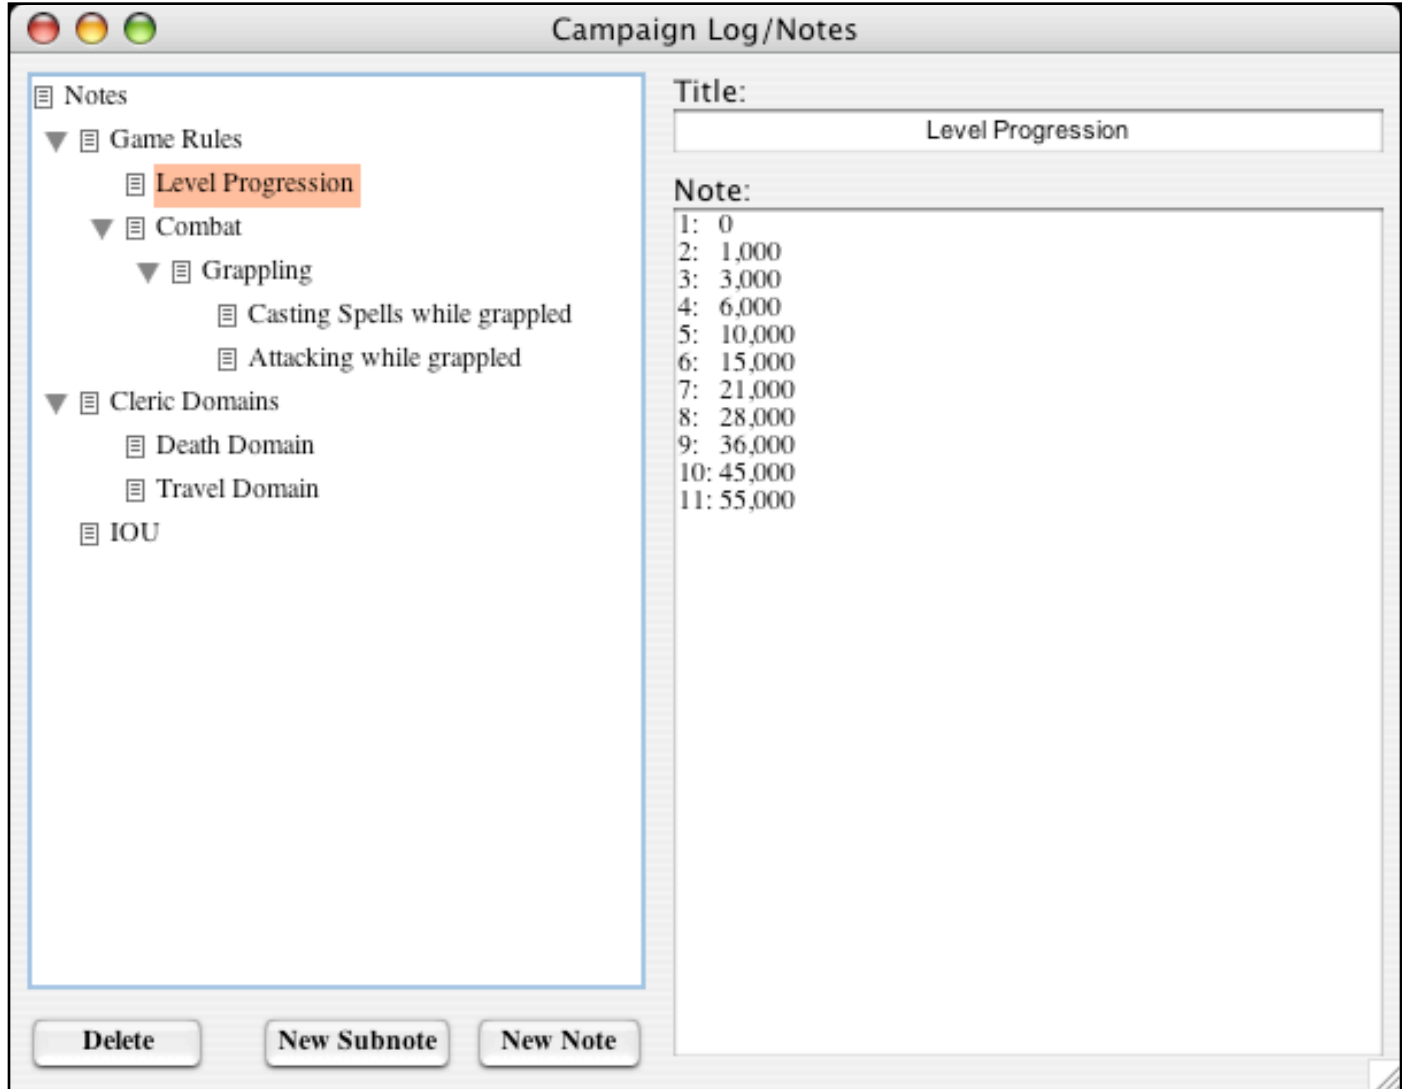 Campaign Log/Notes
Notes
Game Rules
Level Progression
Combat
Grappling
Casting Spells while grappled
Attacking while grappled
Cleric Domains
Death Domain
Travel Domain
IOU
Delete
New Subnote
New Note
Title:
Level Progression
Note:
1: 0
2: 1,000
3: 3,000
4: 6,000
5: 10,000
6: 15,000
7: 21,000
8: 28,000
9: 36,000
10: 45,000
11: 55,000